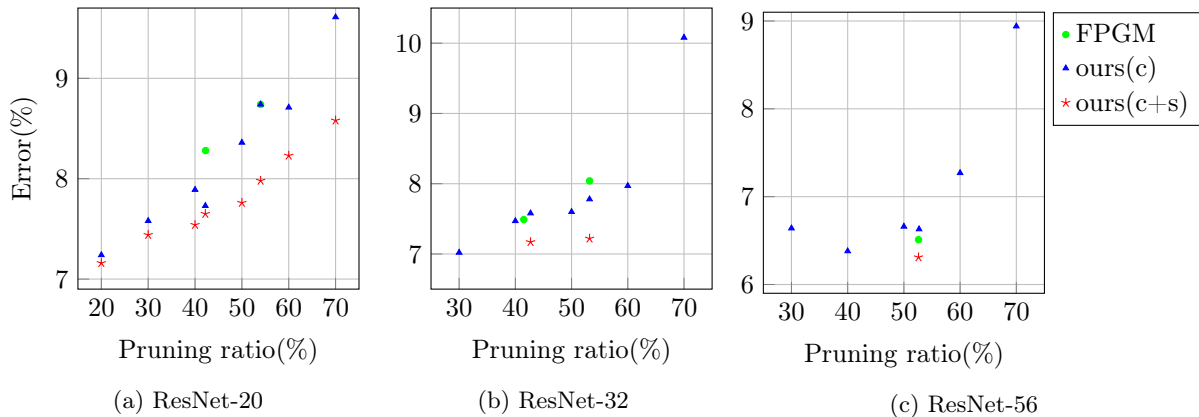 Error(%)
9
8
7
20 30 40 50 60 70
Pruning ratio(%)
(a) ResNet-20
10
9
8
7
30 40 50 60 70
Pruning ratio(%)
(b) ResNet-32
9
8
7
6
30 40 50 60 70
Pruning ratio(%)
(c) ResNet-56
FPGM
ours(c)
ours(c+s)